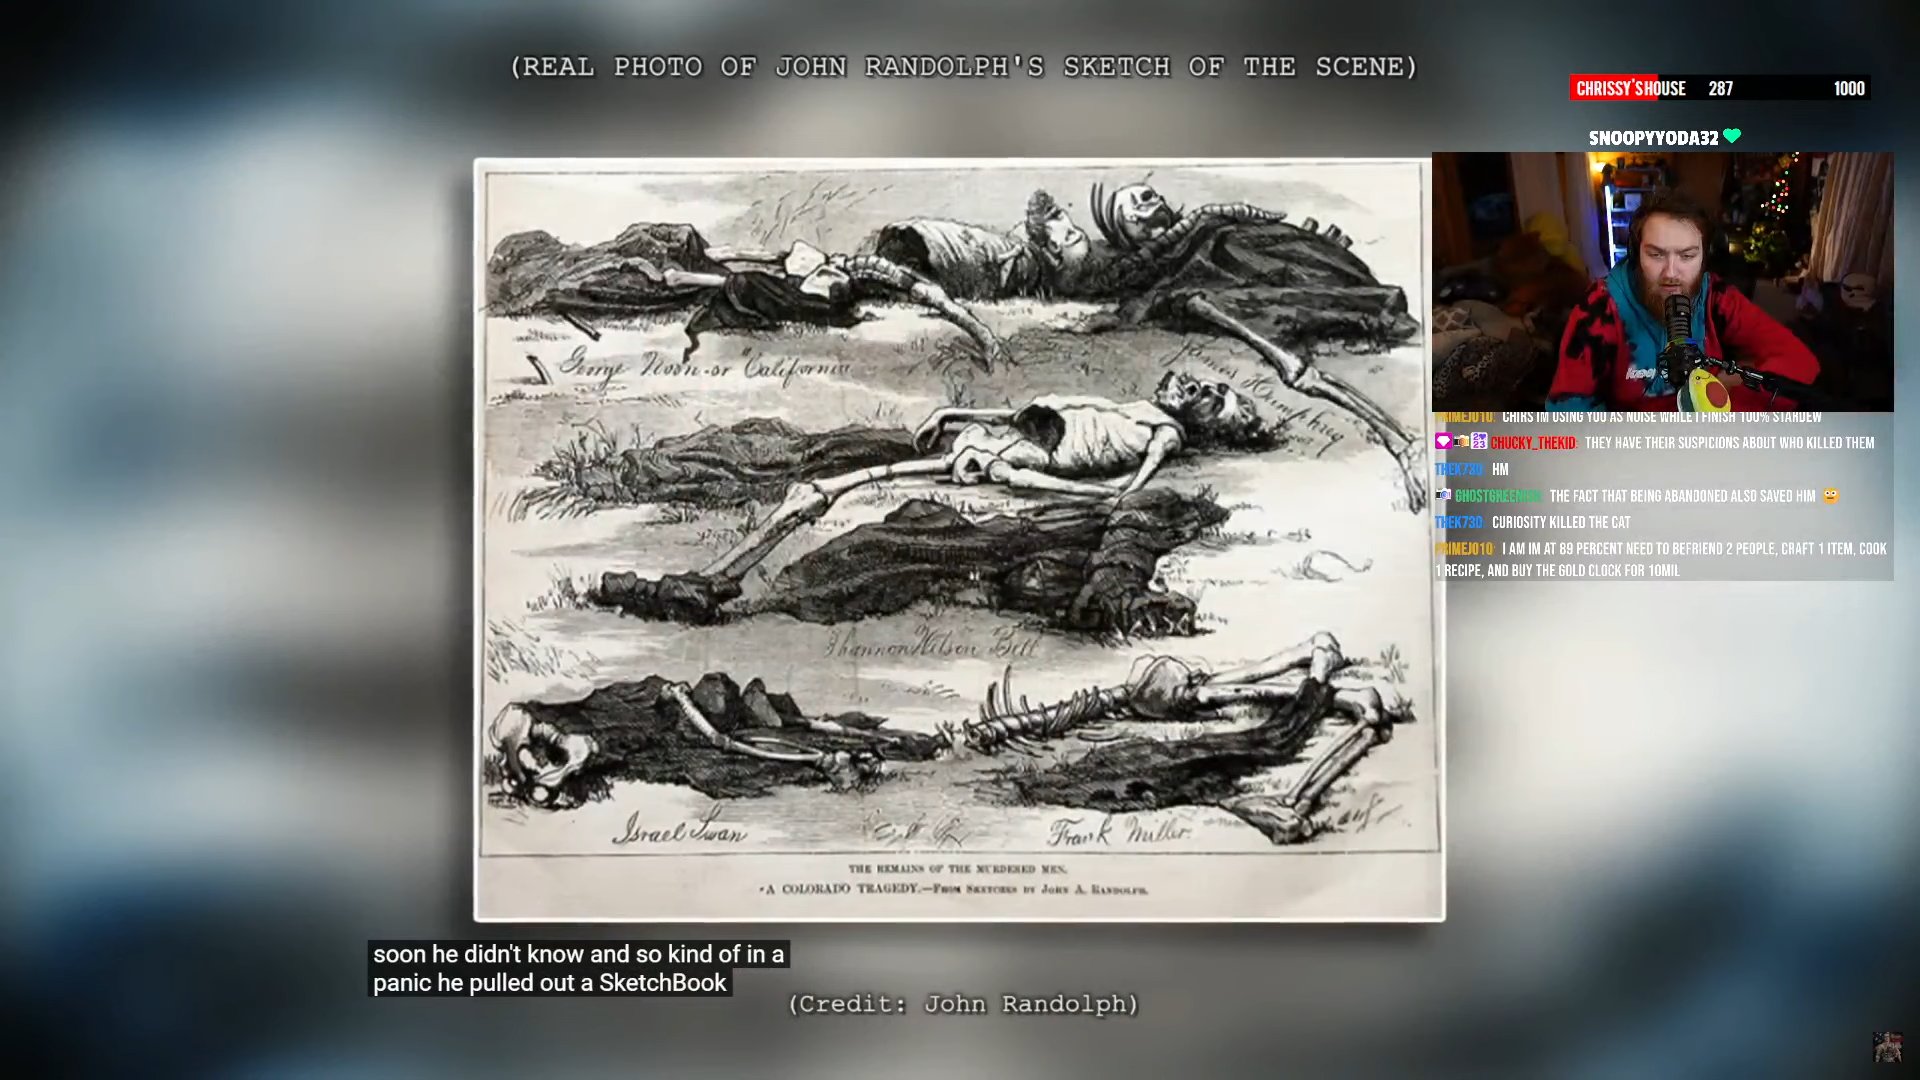 (REAL PHOTO OF JOHN RANDOLPH'S SKETCH OF THE SCENE)
CHRISSY'SHOUSE 287 1000
SNOOPYYODA32
George Noon or "California"
James Humphrey
Shannon Wilson Bell
Israel Swan
Frank Miller.
THE REMAINS OF THE MURDERED MEN.
A COLORADO TRAGEDY.—FROM SKETCHES BY JOHN A. RANDOLPH.
PRIMEJO10: CHIRS IM USING YOU AS NOISE WHILE I FINISH 100% STARDEW
CHUCKY_THEKID: THEY HAVE THEIR SUSPICIONS ABOUT WHO KILLED THEM
THEK73D: HM
THE FACT THAT BEING ABANDONED ALSO SAVED HIM
THEK73D: CURIOSITY KILLED THE CAT
PRIMEJO10: I AM IM AT 89 PERCENT NEED TO BEFRIEND 2 PEOPLE, CRAFT 1 ITEM, COOK
1 RECIPE, AND BUY THE GOLD CLOCK FOR 10MIL
soon he didn't know and so kind of in a
panic he pulled out a SketchBook
(Credit: John Randolph)